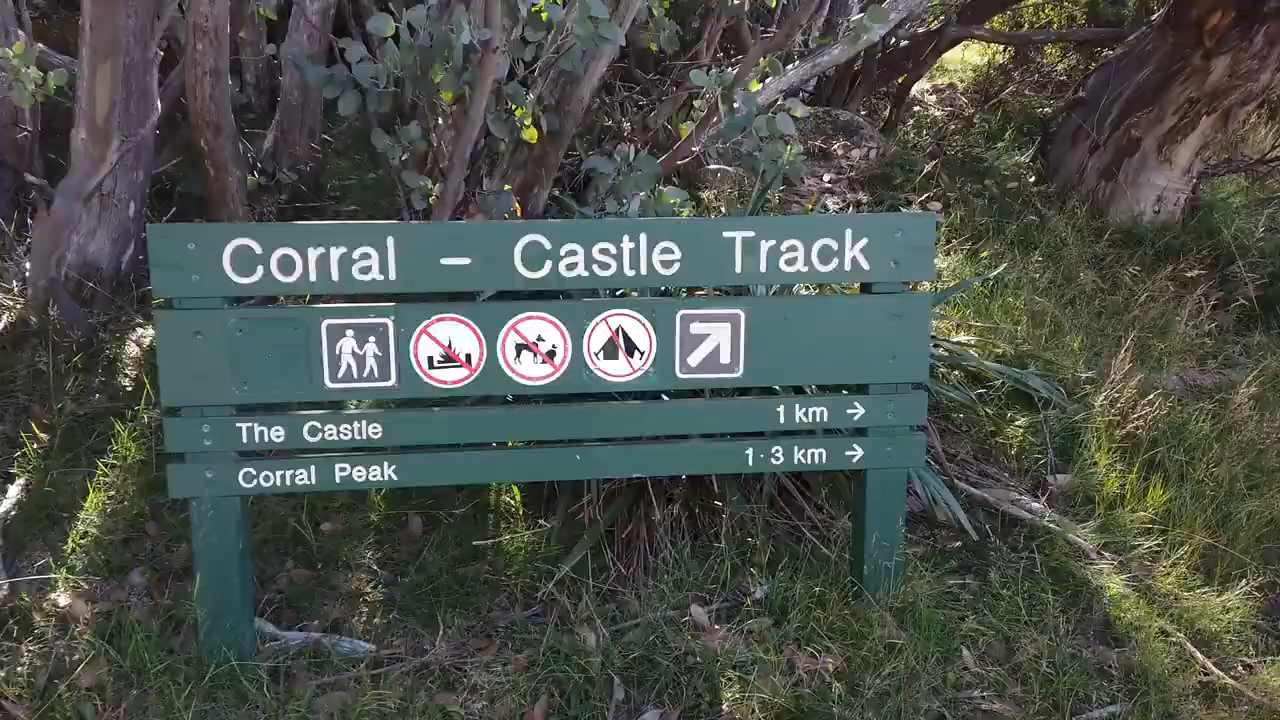 Corral – Castle Track
The Castle 1 km →
Corral Peak 1·3 km →